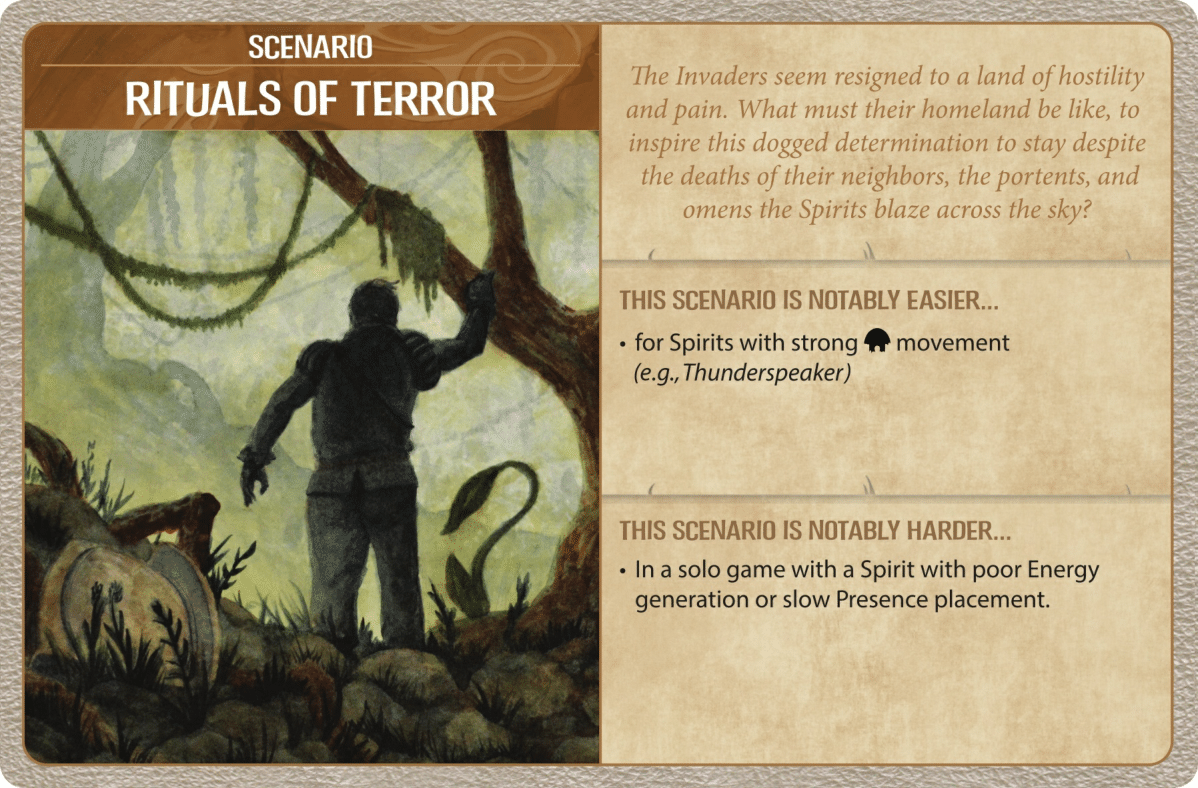 SCENARIO
RITUALS OF TERROR
The Invaders seem resigned to a land of hostility
and pain. What must their homeland be like, to
inspire this dogged determination to stay despite
the deaths of their neighbors, the portents, and
omens the Spirits blaze across the sky?
THIS SCENARIO IS NOTABLY EASIER...
• for Spirits with strong movement
(e.g., Thunderspeaker)
THIS SCENARIO IS NOTABLY HARDER...
• In a solo game with a Spirit with poor Energy
generation or slow Presence placement.